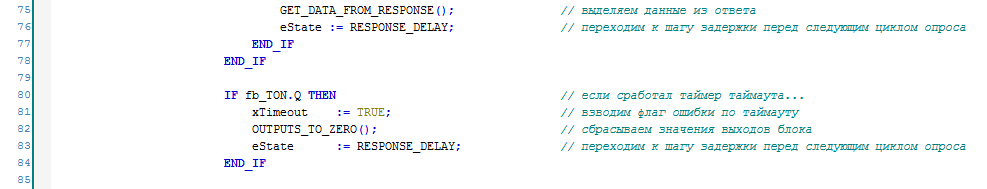 75 GET_DATA_FROM_RESPONSE(); // выделяем данные из ответа
76 eState := RESPONSE_DELAY; // переходим к шагу задержки перед следующим циклом опроса
77 END_IF
78 END_IF
79
80 IF fb_TON.Q THEN // если сработал таймер таймаута...
81 xTimeout := TRUE; // взводим флаг ошибки по таймауту
82 OUTPUTS_TO_ZERO(); // сбрасываем значения выходов блока
83 eState := RESPONSE_DELAY; // переходим к шагу задержки перед следующим циклом опроса
84 END_IF
85